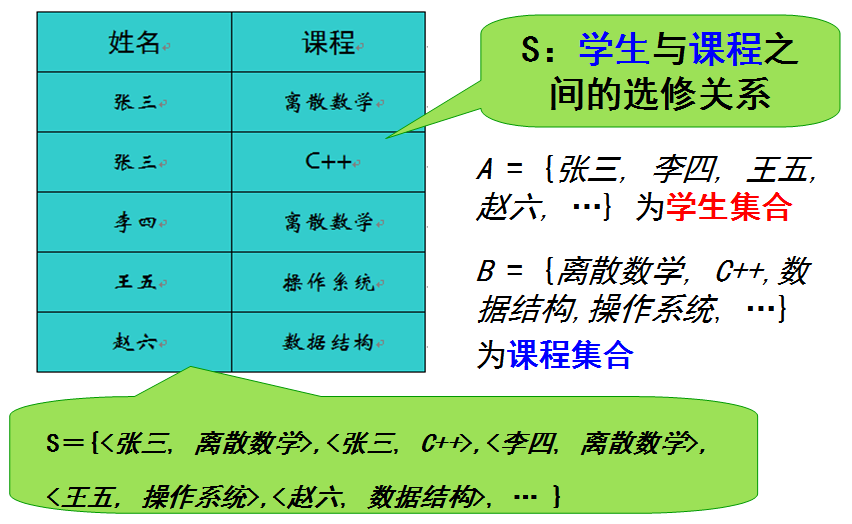 姓名 课程
张三 离散数学
张三 C++
李四 离散数学
王五 操作系统
赵六 数据结构
S：学生与课程之
间的选修关系
A = {张三, 李四, 王五,
赵六, …} 为学生集合
B = {离散数学, C++,数
据结构,操作系统, …}
为课程集合
S＝{<张三, 离散数学>,<张三, C++>,<李四, 离散数学>,
<王五, 操作系统>,<赵六, 数据结构>, … }